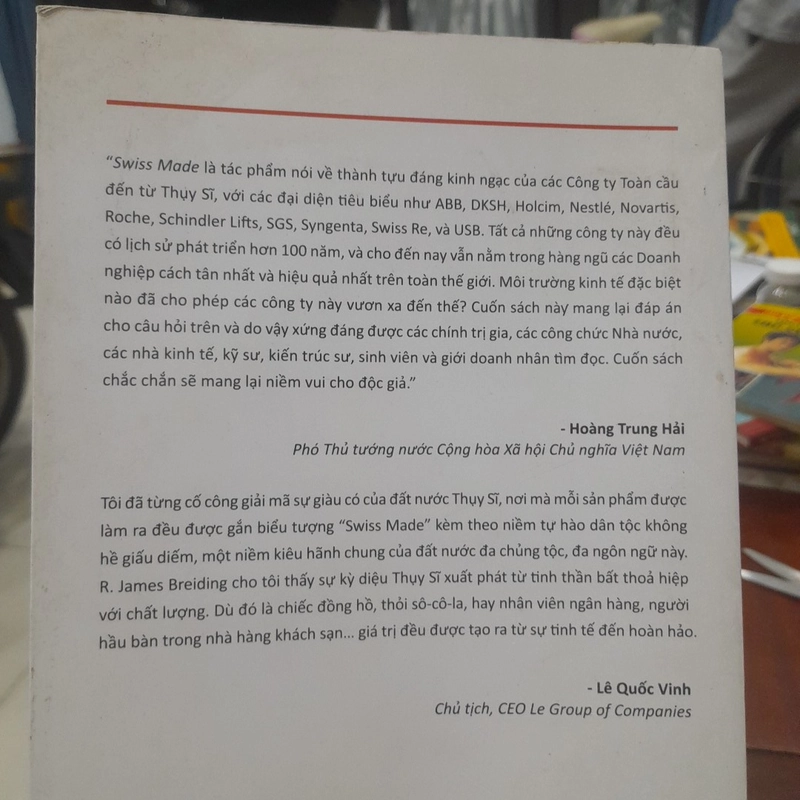 “Swiss Made là tác phẩm nói về thành tựu đáng kinh ngạc của các Công ty Toàn cầu
đến từ Thụy Sĩ, với các đại diện tiêu biểu như ABB, DKSH, Holcim, Nestlé, Novartis,
Roche, Schindler Lifts, SGS, Syngenta, Swiss Re, và USB. Tất cả những công ty này đều
có lịch sử phát triển hơn 100 năm, và cho đến nay vẫn nằm trong hàng ngũ các Doanh
nghiệp cách tân nhất và hiệu quả nhất trên toàn thế giới. Môi trường kinh tế đặc biệt
nào đã cho phép các công ty này vươn xa đến thế? Cuốn sách này mang lại đáp án
cho câu hỏi trên và do vậy xứng đáng được các chính trị gia, các công chức Nhà nước,
các nhà kinh tế, kỹ sư, kiến trúc sư, sinh viên và giới doanh nhân tìm đọc. Cuốn sách
chắc chắn sẽ mang lại niềm vui cho độc giả.”
- Hoàng Trung Hải
Phó Thủ tướng nước Cộng hòa Xã hội Chủ nghĩa Việt Nam
Tôi đã từng cố công giải mã sự giàu có của đất nước Thụy Sĩ, nơi mà mỗi sản phẩm được
làm ra đều được gắn biểu tượng “Swiss Made” kèm theo niềm tự hào dân tộc không
hề giấu diếm, một niềm kiêu hãnh chung của đất nước đa chủng tộc, đa ngôn ngữ này.
R. James Breiding cho tôi thấy sự kỳ diệu Thụy Sĩ xuất phát từ tinh thần bất thoả hiệp
với chất lượng. Dù đó là chiếc đồng hồ, thỏi sô-cô-la, hay nhân viên ngân hàng, người
hầu bàn trong nhà hàng khách sạn... giá trị đều được tạo ra từ sự tinh tế đến hoàn hảo.
- Lê Quốc Vinh
Chủ tịch, CEO Le Group of Companies